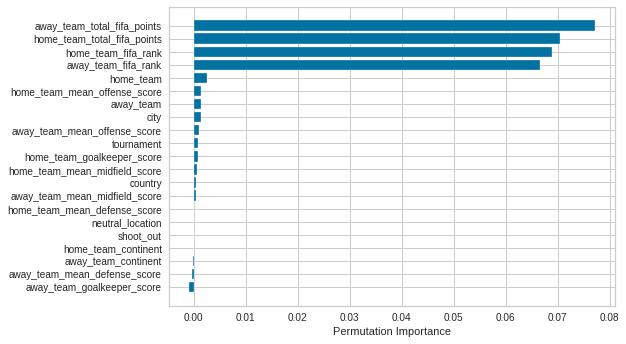 away_team_total_fifa_points
home_team_total_fifa_points
home_team_fifa_rank
away_team_fifa_rank
home_team
home_team_mean_offense_score
away_team
city
away_team_mean_offense_score
tournament
home_team_goalkeeper_score
home_team_mean_midfield_score
country
away_team_mean_midfield_score
home_team_mean_defense_score
neutral_location
shoot_out
home_team_continent
away_team_continent
away_team_mean_defense_score
away_team_goalkeeper_score
0.00 0.01 0.02 0.03 0.04 0.05 0.06 0.07 0.08
Permutation Importance